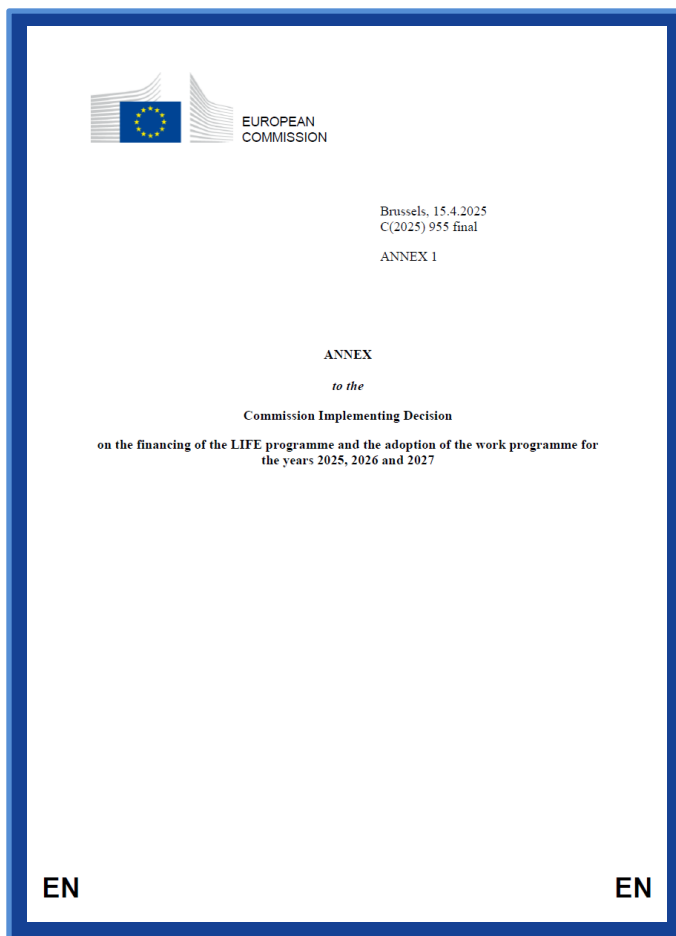 EUROPEAN
COMMISSION
Brussels, 15.4.2025
C(2025) 955 final
ANNEX 1
ANNEX
to the
Commission Implementing Decision
on the financing of the LIFE programme and the adoption of the work programme for
the years 2025, 2026 and 2027
EN
EN